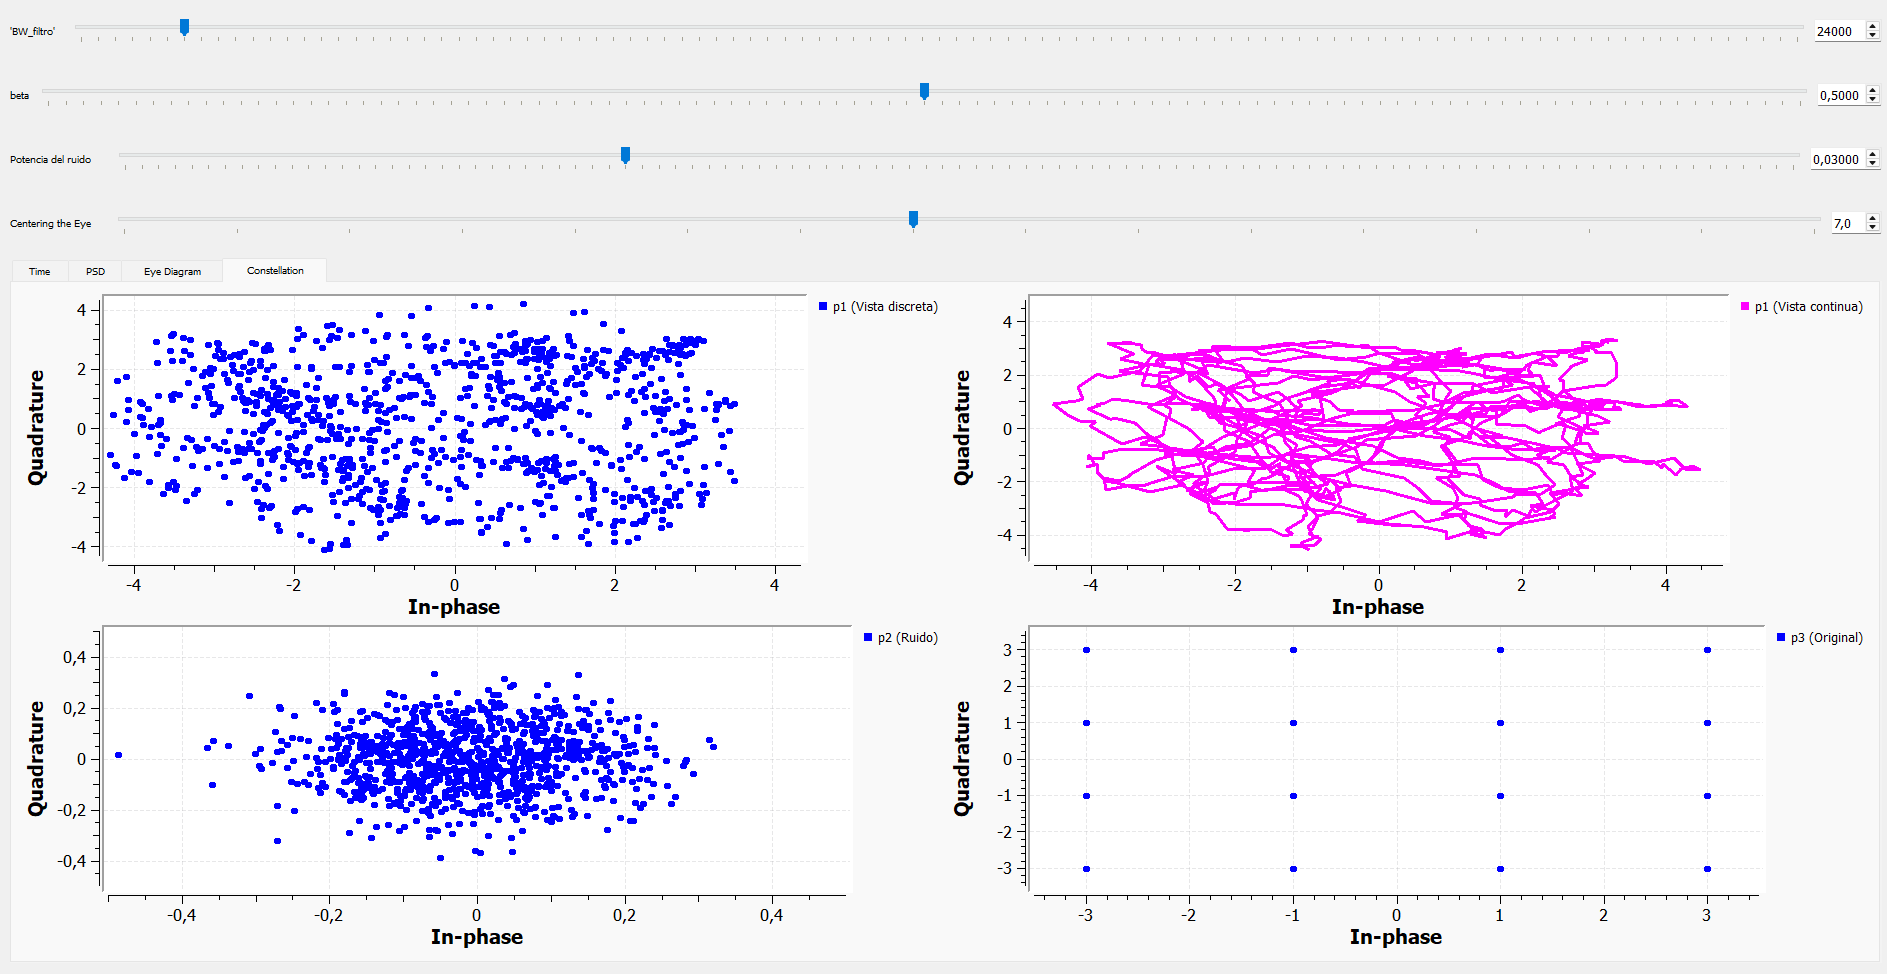 'BW_filtro' 24000
beta 0,5000
Potencia del ruido 0,03000
Centering the Eye 7,0
Time PSD Eye Diagram Constellation
p1 (Vista discreta)
Quadrature
4
2
0
-2
-4
-4 -2 0 2 4
In-phase
p1 (Vista continua)
Quadrature
4
2
0
-2
-4
-4 -2 0 2 4
In-phase
p2 (Ruido)
Quadrature
0,4
0,2
0
-0,2
-0,4
-0,4 -0,2 0 0,2 0,4
In-phase
p3 (Original)
Quadrature
3
2
1
0
-1
-2
-3
-3 -2 -1 0 1 2 3
In-phase